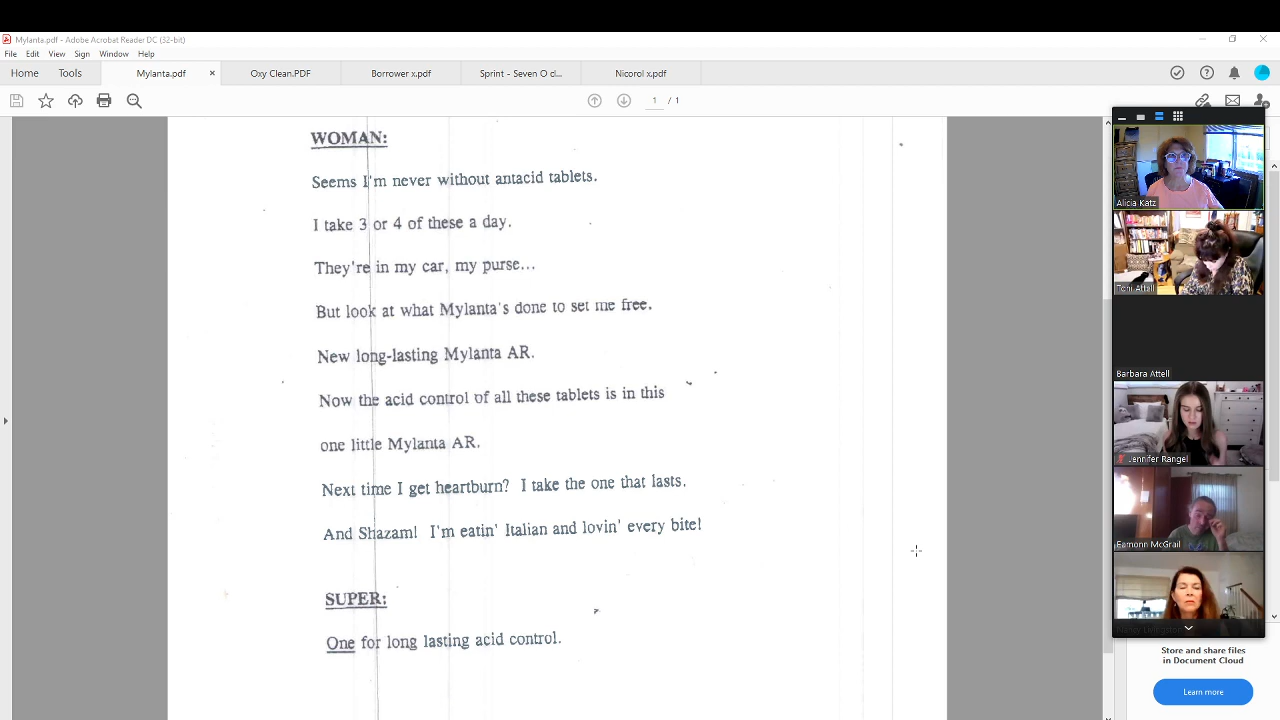 Mylanta.pdf - Adobe Acrobat Reader DC (32-bit)
File Edit View Sign Window Help
Home Tools Mylanta.pdf × Oxy Clean.PDF Borrower x.pdf Sprint - Seven O d... Nicorol x.pdf
1 / 1
WOMAN:
Seems I'm never without antacid tablets.
I take 3 or 4 of these a day.
They're in my car, my purse...
But look at what Mylanta's done to set me free.
New long-lasting Mylanta AR.
Now the acid control of all these tablets is in this
one little Mylanta AR.
Next time I get heartburn? I take the one that lasts.
And Shazam! I'm eatin' Italian and lovin' every bite!
SUPER:
One for long lasting acid control.
Alicia Katz
Toni Attell
Barbara Attell
Jennifer Rangel
Eamonn McGrail
Store and share files
in Document Cloud
Learn more